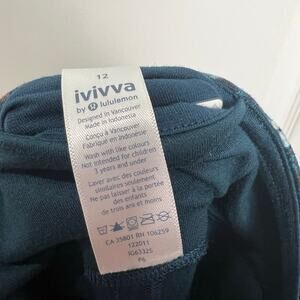 12
ivivva
by lululemon
Designed in Vancouver
Made in Indonesia
Conçu à Vancouver
Fabriqué en Indonésie
Wash with like colours
Not intended for children
3 years and under
Laver avec des couleurs
similaires seulement.
Ne pas laisser à la portée
des enfants
de trois ans et moins
CA 35801 RN 106259
122011
IG6332S
P6